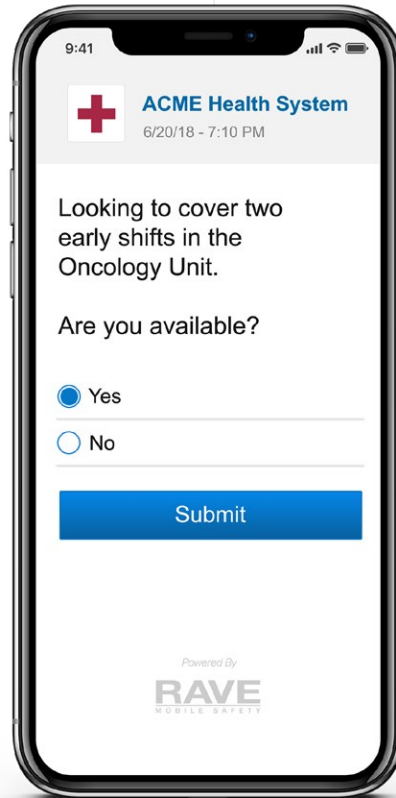 9:41
ACME Health System
6/20/18 - 7:10 PM
Looking to cover two
early shifts in the
Oncology Unit.
Are you available?
Yes
No
Submit
Powered By
RAVE
MOBILE SAFETY